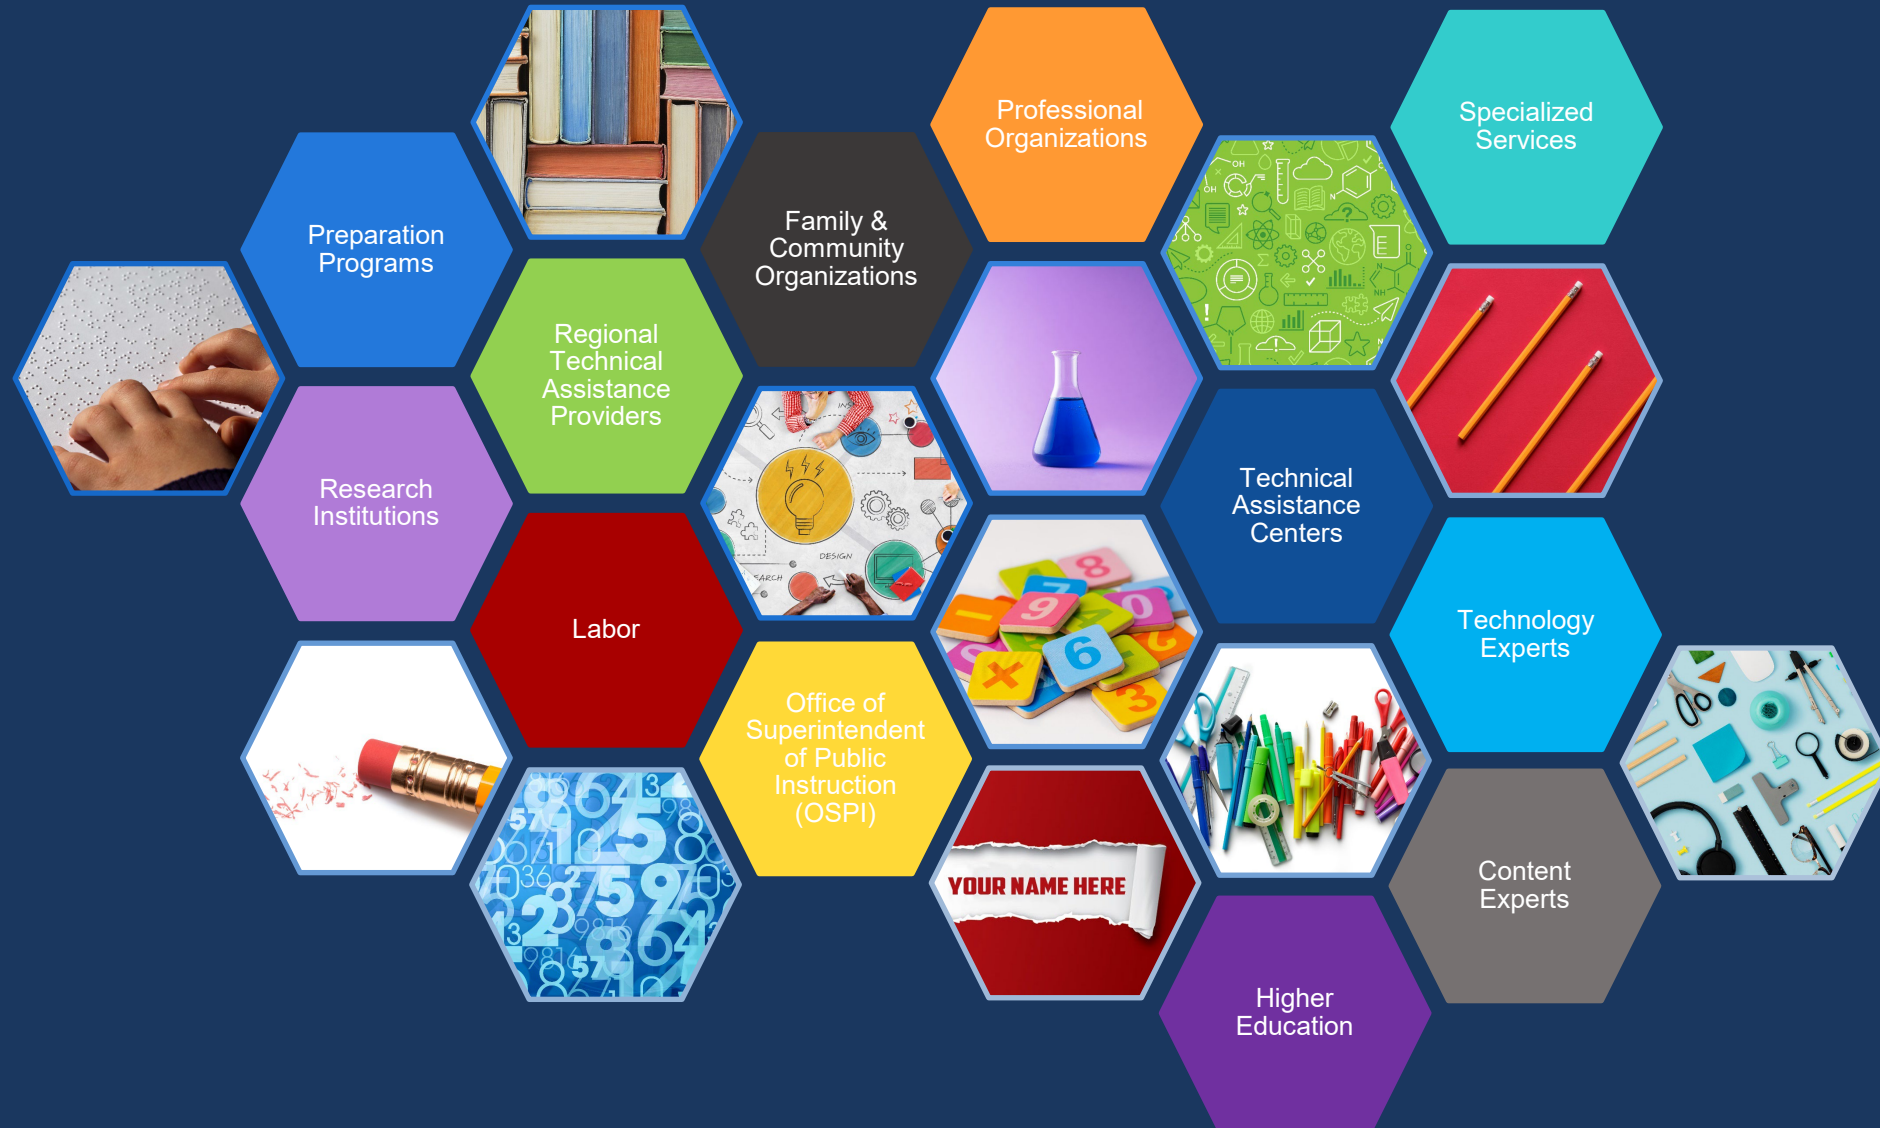 Professional
Organizations
Specialized
Services
Preparation
Programs
Family &
Community
Organizations
Regional
Technical
Assistance
Providers
Research
Institutions
Technical
Assistance
Centers
DESIGN
Labor
Technology
Experts
Office of
Superintendent
of Public
Instruction
(OSPI)
YOUR NAME HERE
Content
Experts
Higher
Education